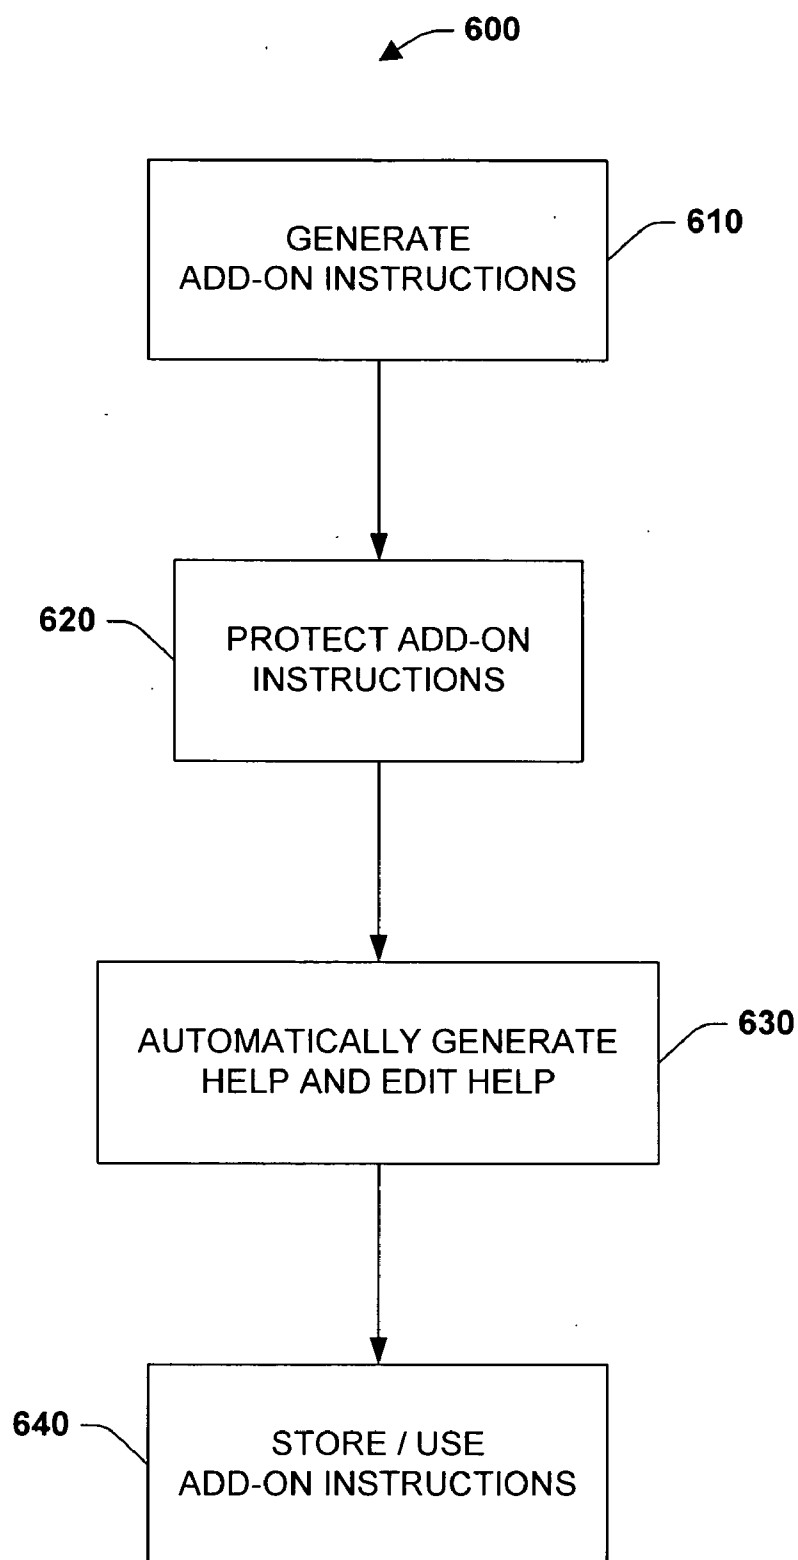 600
GENERATE
ADD-ON INSTRUCTIONS
610
620
PROTECT ADD-ON
INSTRUCTIONS
AUTOMATICALLY GENERATE
HELP AND EDIT HELP
630
640
STORE / USE
ADD-ON INSTRUCTIONS